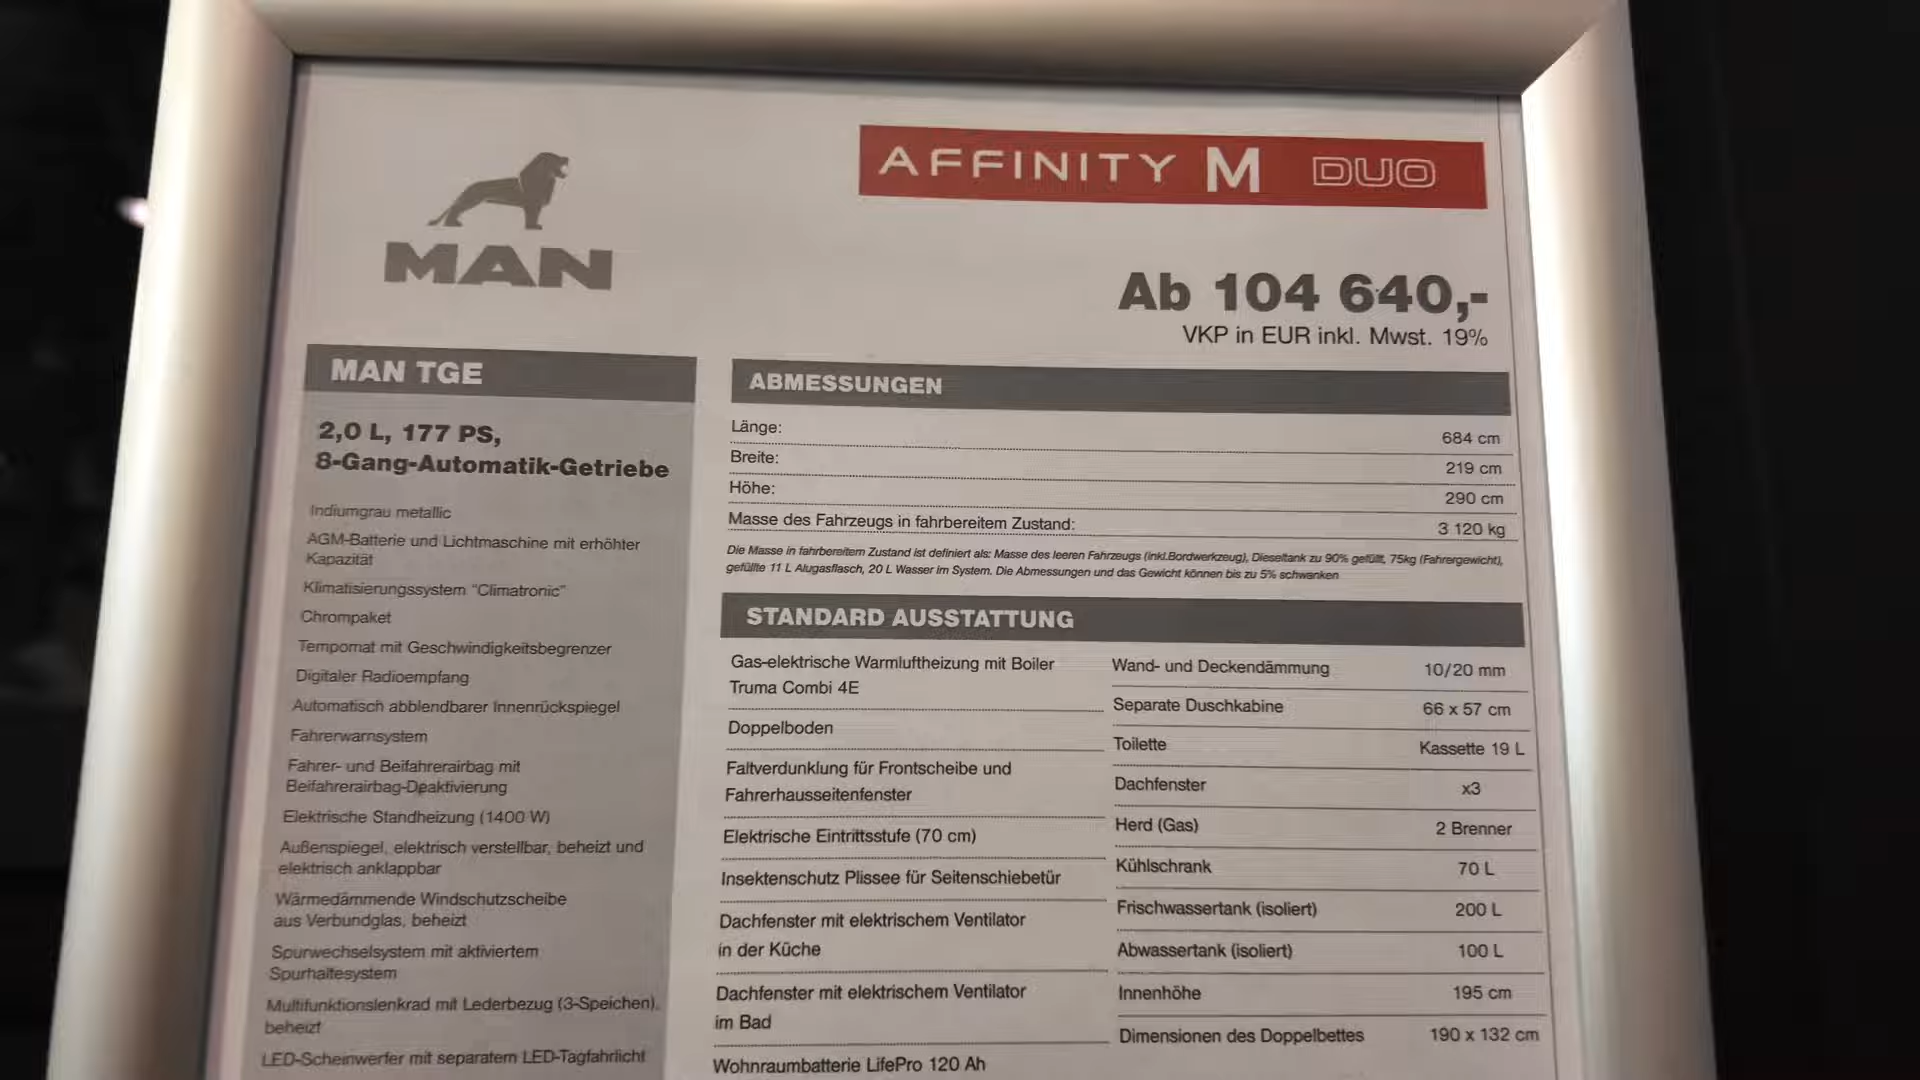 AFFINITY M DUO
MAN
Ab 104 640,-
VKP in EUR inkl. Mwst. 19%
MAN TGE
2,0 L, 177 PS,
8-Gang-Automatik-Getriebe
Indiumgrau metallic
AGM-Batterie und Lichtmaschine mit erhöhter
Kapazität
Klimatisierungssystem "Climatronic"
Chrompaket
Tempomat mit Geschwindigkeitsbegrenzer
Digitaler Radioempfang
Automatisch abblendbarer Innenrückspiegel
Fahrerwarnsystem
Fahrer- und Beifahrerairbag mit
Beifahrerairbag-Deaktivierung
Elektrische Standheizung (1400 W)
Außenspiegel, elektrisch verstellbar, beheizt und
elektrisch anklappbar
Wärmedämmende Windschutzscheibe
aus Verbundglas, beheizt
Spurwechselsystem mit aktiviertem
Spurhaltesystem
Multifunktionslenkrad mit Lederbezug (3-Speichen),
beheizt
LED-Scheinwerfer mit separatem LED-Tagfahrlicht
ABMESSUNGEN
Länge: 684 cm
Breite: 219 cm
Höhe: 290 cm
Masse des Fahrzeugs in fahrbereitem Zustand: 3 120 kg
Die Masse in fahrbereitem Zustand ist definiert als: Masse des leeren Fahrzeugs (inkl.Bordwerkzeug), Dieseltank zu 90% gefüllt, 75kg (Fahrergewicht),
gefüllte 11 L Alugasflasch, 20 L Wasser im System. Die Abmessungen und das Gewicht können bis zu 5% schwanken
STANDARD AUSSTATTUNG
Gas-elektrische Warmluftheizung mit Boiler
Truma Combi 4E
Doppelboden
Faltverdunklung für Frontscheibe und
Fahrerhausseitenfenster
Elektrische Eintrittsstufe (70 cm)
Insektenschutz Plissee für Seitenschiebetür
Dachfenster mit elektrischem Ventilator
in der Küche
Dachfenster mit elektrischem Ventilator
im Bad
Wohnraumbatterie LifePro 120 Ah
Wand- und Deckendämmung 10/20 mm
Separate Duschkabine 66 x 57 cm
Toilette Kassette 19 L
Dachfenster x3
Herd (Gas) 2 Brenner
Kühlschrank 70 L
Frischwassertank (isoliert) 200 L
Abwassertank (isoliert) 100 L
Innenhöhe 195 cm
Dimensionen des Doppelbettes 190 x 132 cm